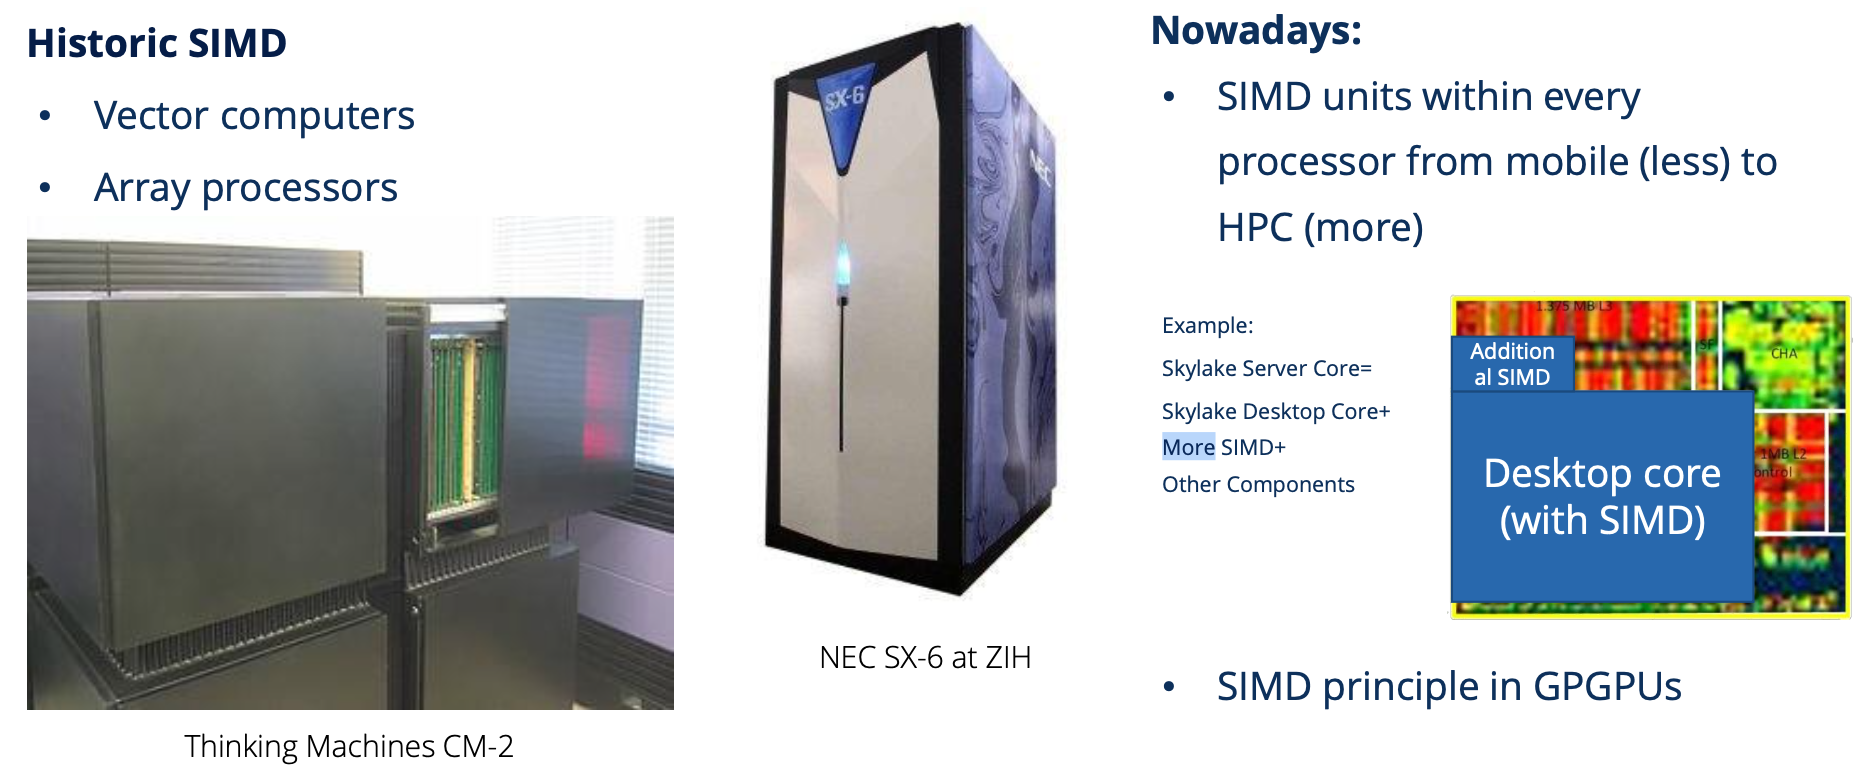 Historic SIMD
• Vector computers
• Array processors
Thinking Machines CM-2
SX-6
NEC
NEC SX-6 at ZIH
Nowadays:
• SIMD units within every
processor from mobile (less) to
HPC (more)
Example:
Skylake Server Core=
Skylake Desktop Core+
More SIMD+
Other Components
1.375 MB L3
SF
CHA
Addition
al SIMD
Desktop core
(with SIMD)
1MB L2
ontrol
• SIMD principle in GPGPUs